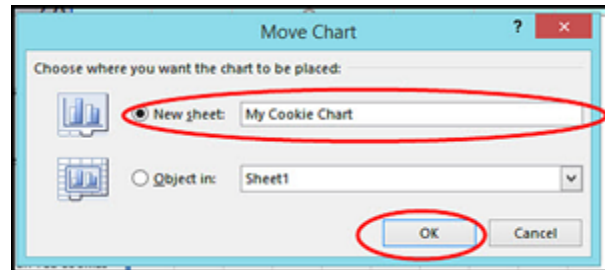 Move Chart
?
Choose where you want the chart to be placed:
New sheet: My Cookie Chart
Object in: Sheet1
OK Cancel